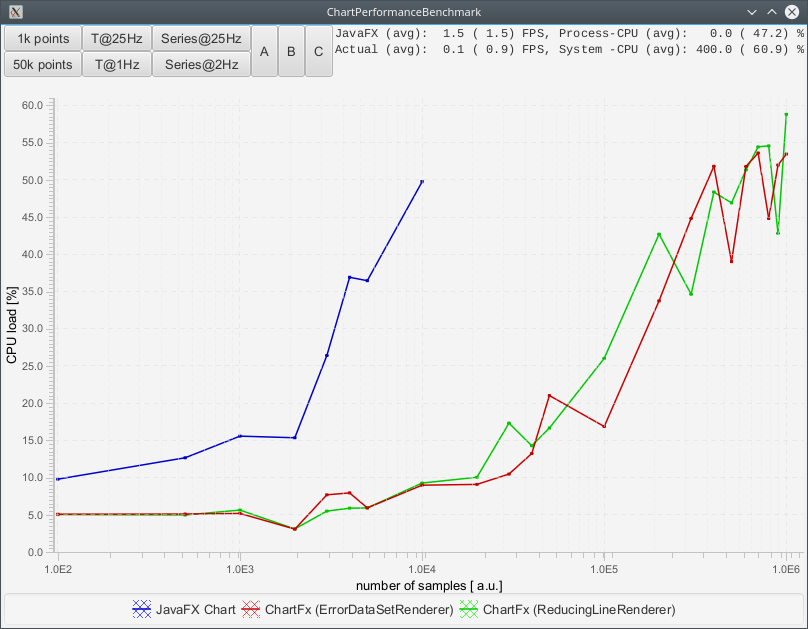 ChartPerformanceBenchmark
1k points T@25Hz Series@25Hz A B C
50k points T@1Hz Series@2Hz
JavaFX (avg): 1.5 ( 1.5) FPS, Process-CPU (avg): 0.0 ( 47.2) %
Actual (avg): 0.1 ( 0.9) FPS, System -CPU (avg): 400.0 ( 60.9) %
60.0
55.0
50.0
45.0
40.0
35.0
30.0
25.0
20.0
15.0
10.0
5.0
0.0
CPU load [%]
1.0E2 1.0E3 1.0E4 1.0E5 1.0E6
number of samples [ a.u.]
JavaFX Chart ChartFx (ErrorDataSetRenderer) ChartFx (ReducingLineRenderer)